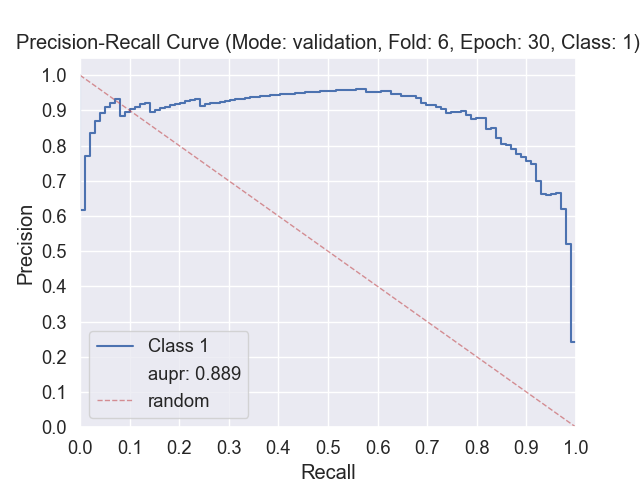 Precision-Recall Curve (Mode: validation, Fold: 6, Epoch: 30, Class: 1)
1.0
0.9
0.8
0.7
0.6
0.5
0.4
0.3
0.2
0.1
0.0
Precision
Class 1
aupr: 0.889
random
0.0 0.1 0.2 0.3 0.4 0.5 0.6 0.7 0.8 0.9 1.0
Recall